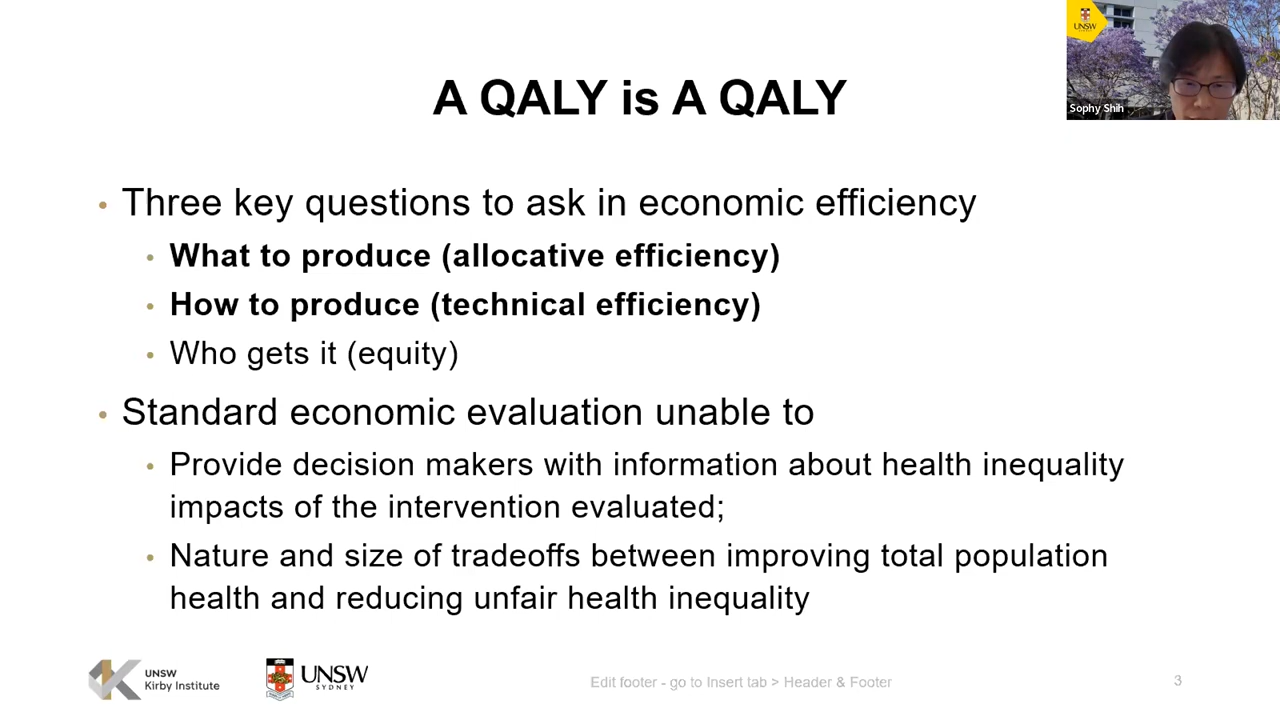 A QALY is A QALY
UNSW
Sophy Shih
• Three key questions to ask in economic efficiency
• What to produce (allocative efficiency)
• How to produce (technical efficiency)
• Who gets it (equity)
• Standard economic evaluation unable to
• Provide decision makers with information about health inequality
impacts of the intervention evaluated;
• Nature and size of tradeoffs between improving total population
health and reducing unfair health inequality
UNSW
Kirby Institute
UNSW
SYDNEY
Edit footer - go to Insert tab > Header & Footer
3